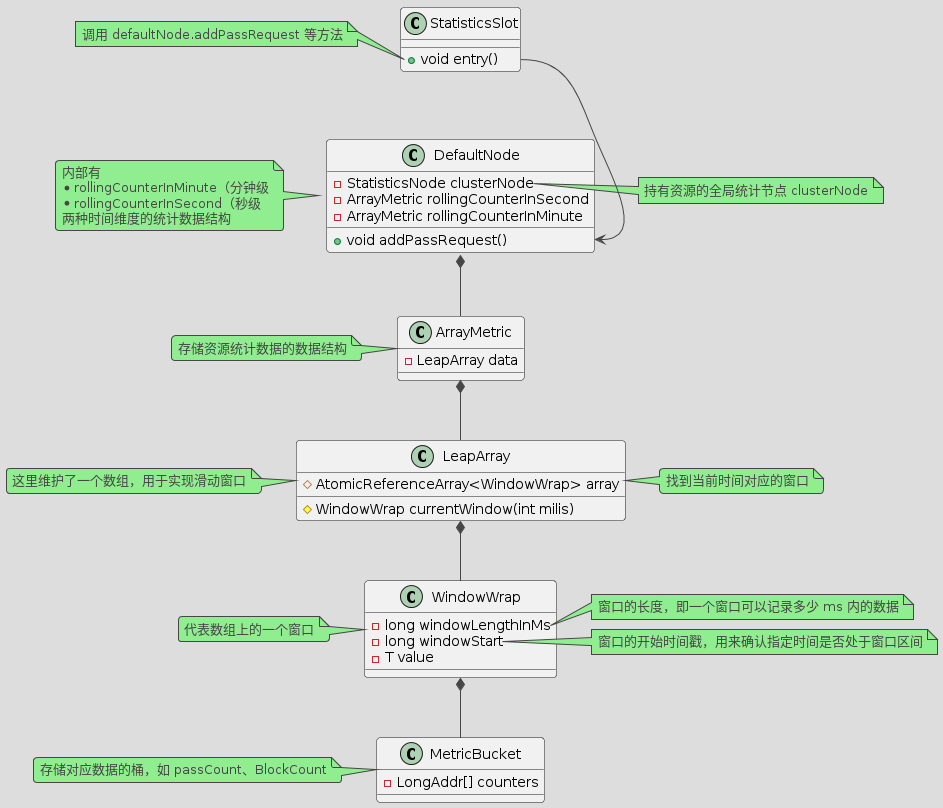 C StatisticsSlot
调用 defaultNode.addPassRequest 等方法
void entry()
C DefaultNode
内部有
• rollingCounterInMinute（分钟级
• rollingCounterInSecond（秒级
两种时间维度的统计数据结构
StatisticsNode clusterNode
ArrayMetric rollingCounterInSecond
ArrayMetric rollingCounterInMinute
持有资源的全局统计节点 clusterNode
void addPassRequest()
C ArrayMetric
存储资源统计数据的数据结构
LeapArray data
C LeapArray
这里维护了一个数组，用于实现滑动窗口
AtomicReferenceArray<WindowWrap> array
找到当前时间对应的窗口
WindowWrap currentWindow(int milis)
C WindowWrap
代表数组上的一个窗口
long windowLengthInMs
long windowStart
T value
窗口的长度，即一个窗口可以记录多少 ms 内的数据
窗口的开始时间戳，用来确认指定时间是否处于窗口区间
C MetricBucket
存储对应数据的桶，如 passCount、BlockCount
LongAddr[] counters